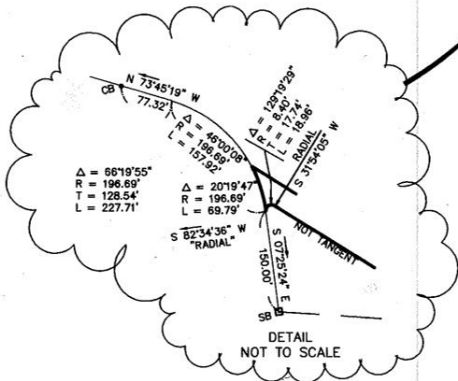 N 73°45'19" W
CB
77.32'
Δ = 46°00'08"
R = 196.69'
L = 157.92'
Δ = 129°19'29"
R = 8.40'
T = 17.74'
L = 18.96'
RADIAL
S 31°54'05" W
Δ = 66°19'55"
R = 196.69'
T = 128.54'
L = 227.71'
Δ = 20°19'47"
R = 196.69'
L = 69.79'
S 82°34'36" W
"RADIAL"
NOT TANGENT
S 07°25'24" E
150.00'
SB
DETAIL
NOT TO SCALE